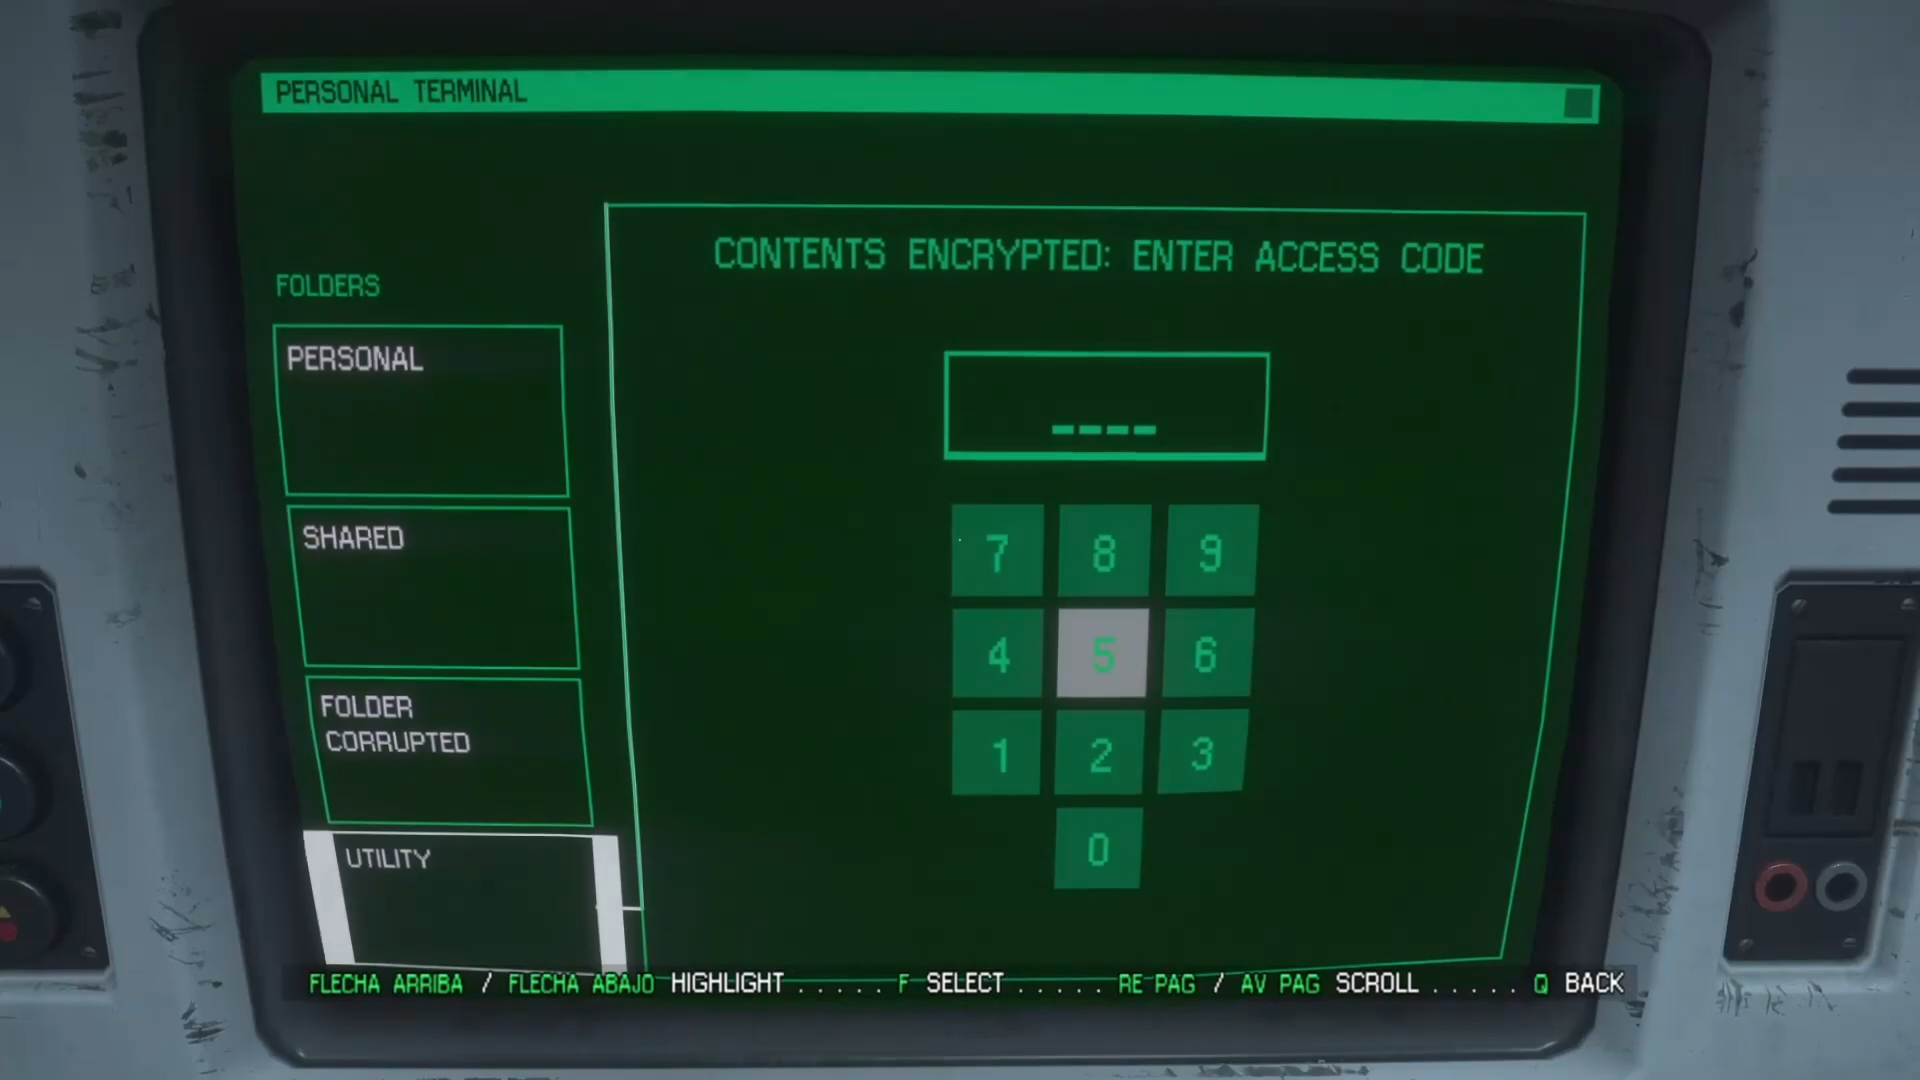 PERSONAL TERMINAL
FOLDERS
PERSONAL
SHARED
FOLDER
CORRUPTED
UTILITY
CONTENTS ENCRYPTED: ENTER ACCESS CODE
7 8 9
4 5 6
1 2 3
0
FLECHA ARRIBA / FLECHA ABAJO HIGHLIGHT . . . . . F SELECT . . . . . RE PAG / AV PAG SCROLL . . . . . Q BACK